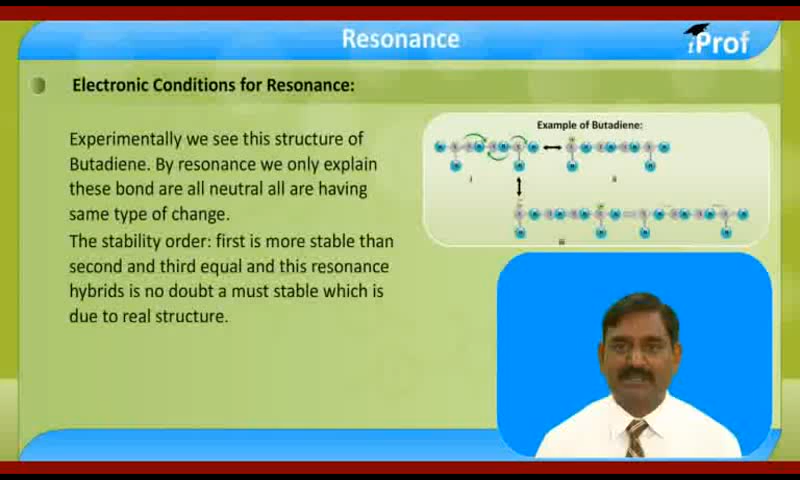 Resonance
iProf
Electronic Conditions for Resonance:
Experimentally we see this structure of
Butadiene. By resonance we only explain
these bond are all neutral all are having
same type of change.
The stability order: first is more stable than
second and third equal and this resonance
hybrids is no doubt a must stable which is
due to real structure.
Example of Butadiene:
i
ii
iii